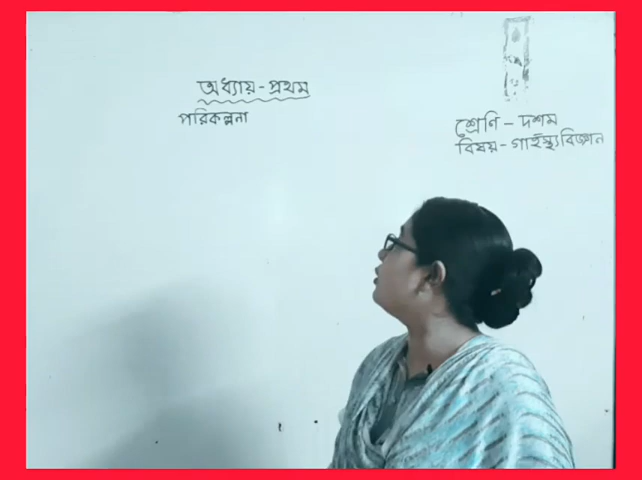 অধ্যায় - প্রথম
পরিকল্পনা
শ্রেণি - দশম
বিষয় - গার্হস্থ্যবিজ্ঞান